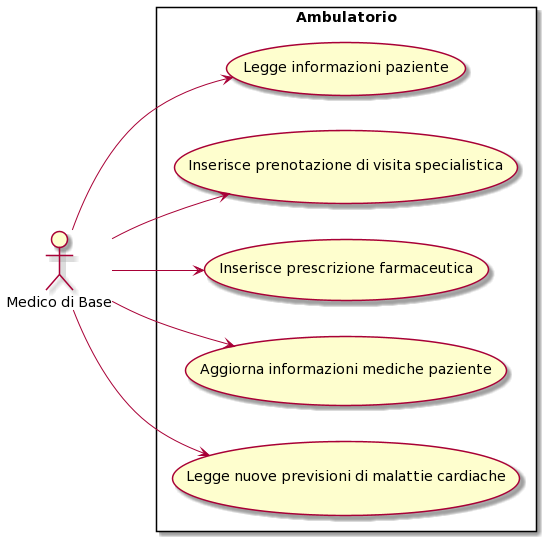 Ambulatorio
Legge informazioni paziente
Inserisce prenotazione di visita specialistica
Inserisce prescrizione farmaceutica
Medico di Base
Aggiorna informazioni mediche paziente
Legge nuove previsioni di malattie cardiache